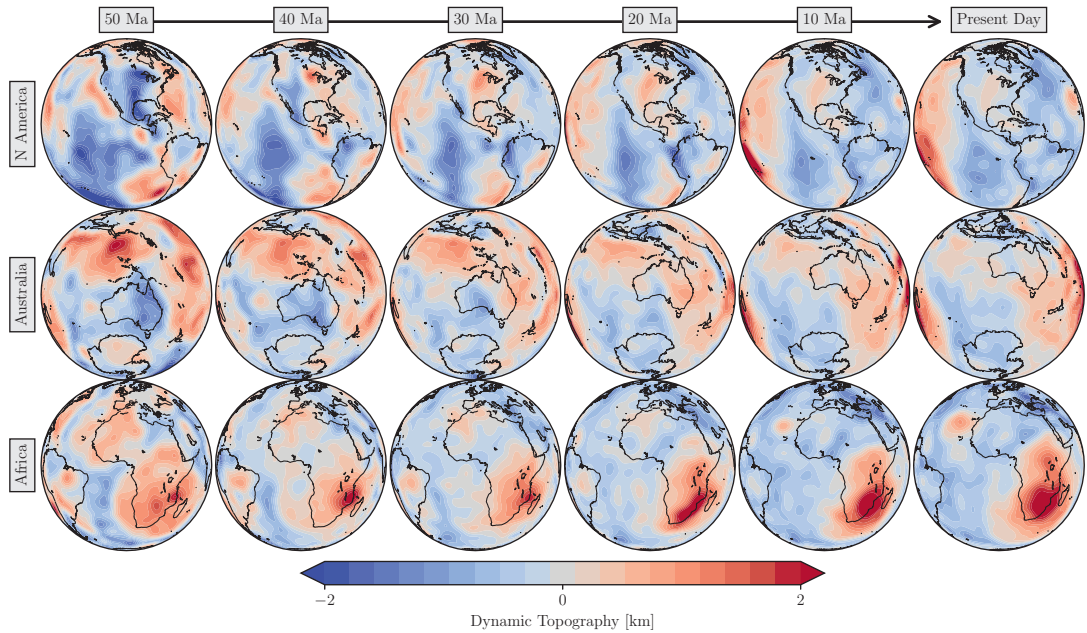 50 Ma
40 Ma
30 Ma
20 Ma
10 Ma
Present Day
N America
Australia
Africa
−2
0
2
Dynamic Topography [km]